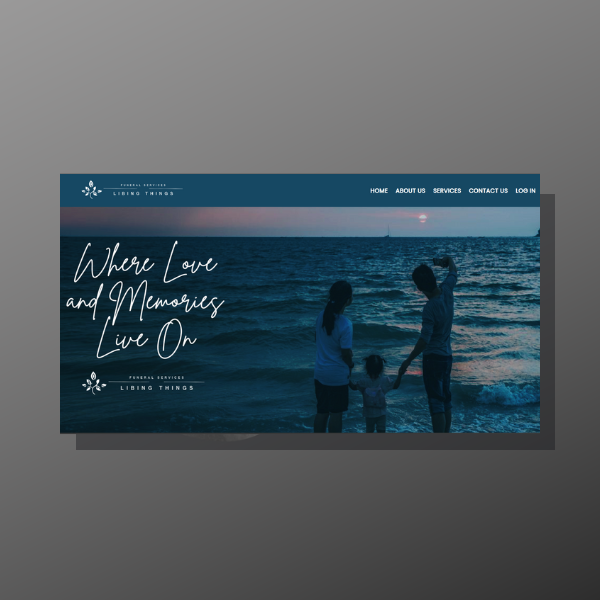 FUNERAL SERVICES
LIBING THINGS
HOME ABOUT US SERVICES CONTACT US LOG IN
Where Love
and Memories
Live On
FUNERAL SERVICES
LIBING THINGS